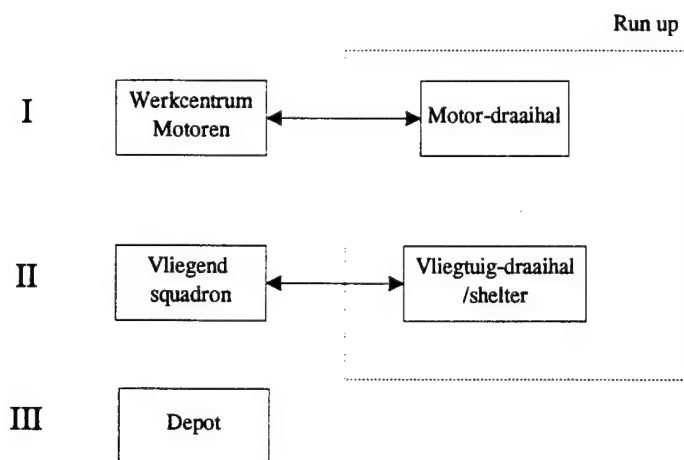 Run up
I
Werkcentrum
Motoren
Motor-draaihal
II
Vliegend
squadron
Vliegtuig-draaihal
/shelter
III
Depot